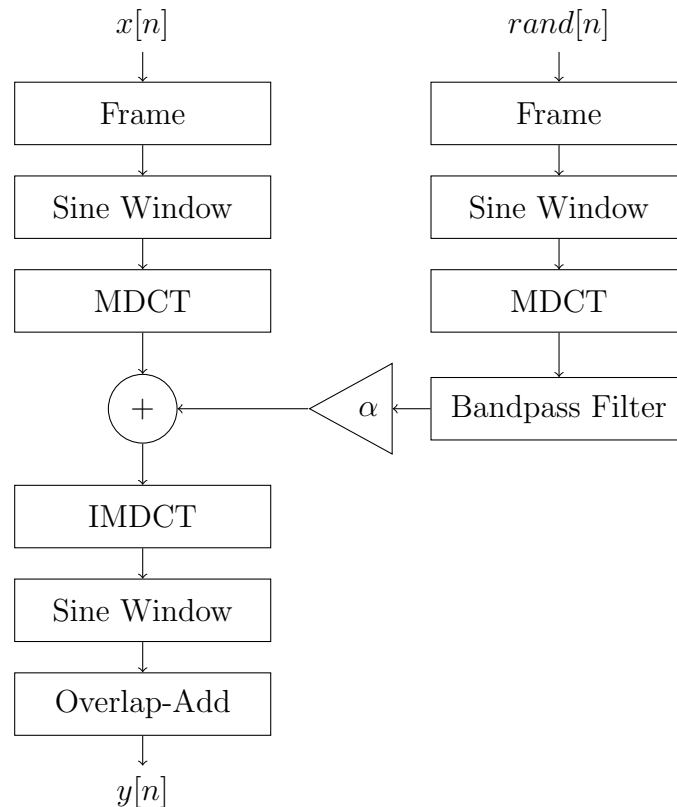 x[n]
rand[n]
Frame
Frame
Sine Window
Sine Window
MDCT
MDCT
+
α
Bandpass Filter
IMDCT
Sine Window
Overlap-Add
y[n]